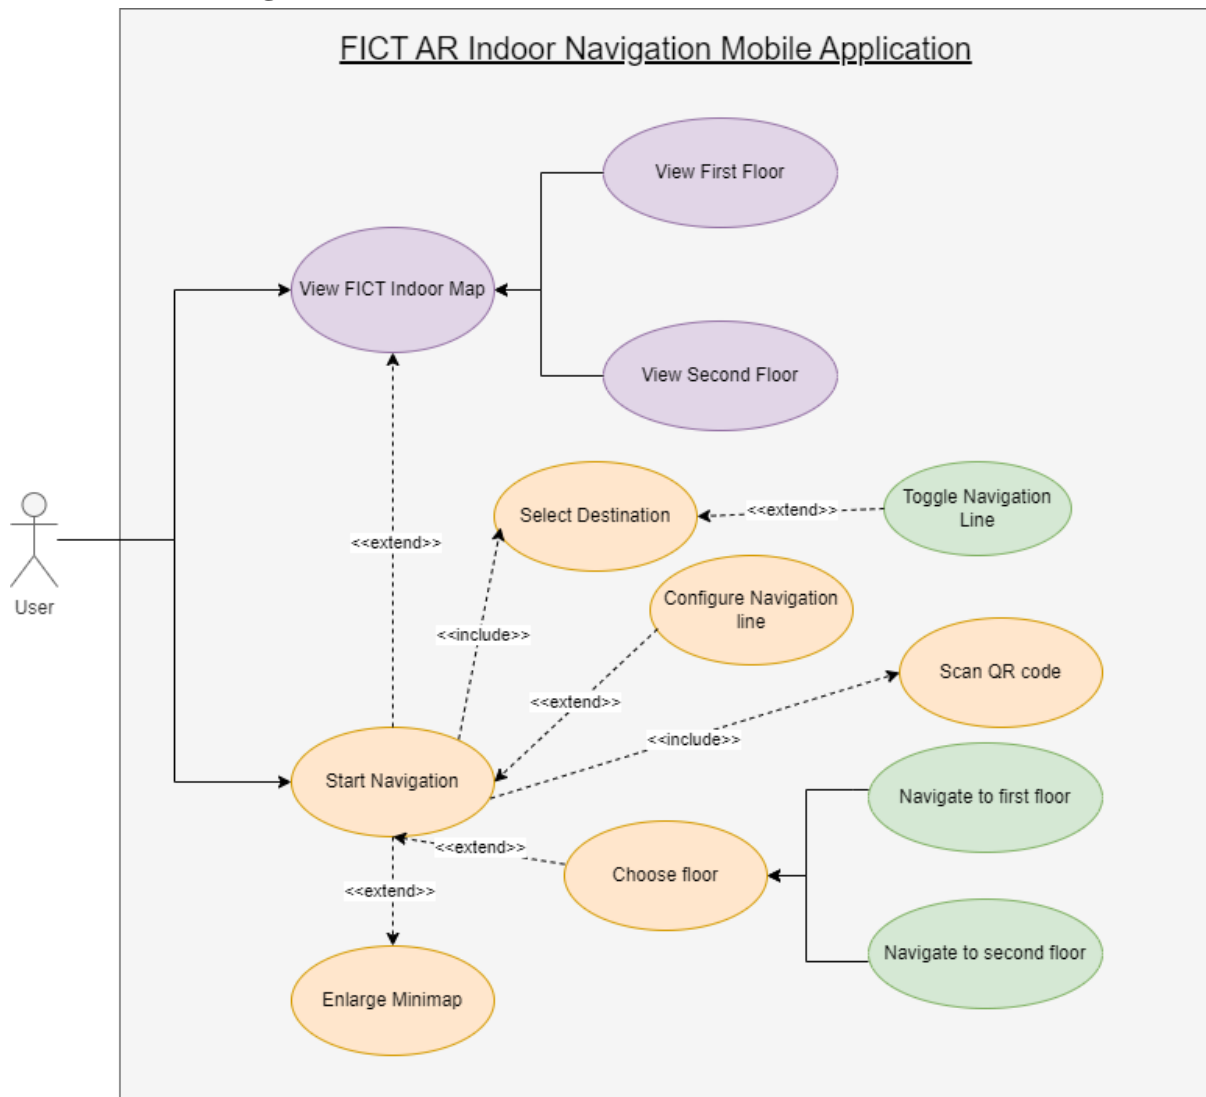 FICT AR Indoor Navigation Mobile Application
View First Floor
View FICT Indoor Map
View Second Floor
Select Destination
<<extend>>
Toggle Navigation
Line
<<extend>>
Configure Navigation
line
User
<<include>>
Scan QR code
<<extend>>
<<include>>
Start Navigation
Navigate to first floor
<<extend>>
Choose floor
<<extend>>
Navigate to second floor
Enlarge Minimap